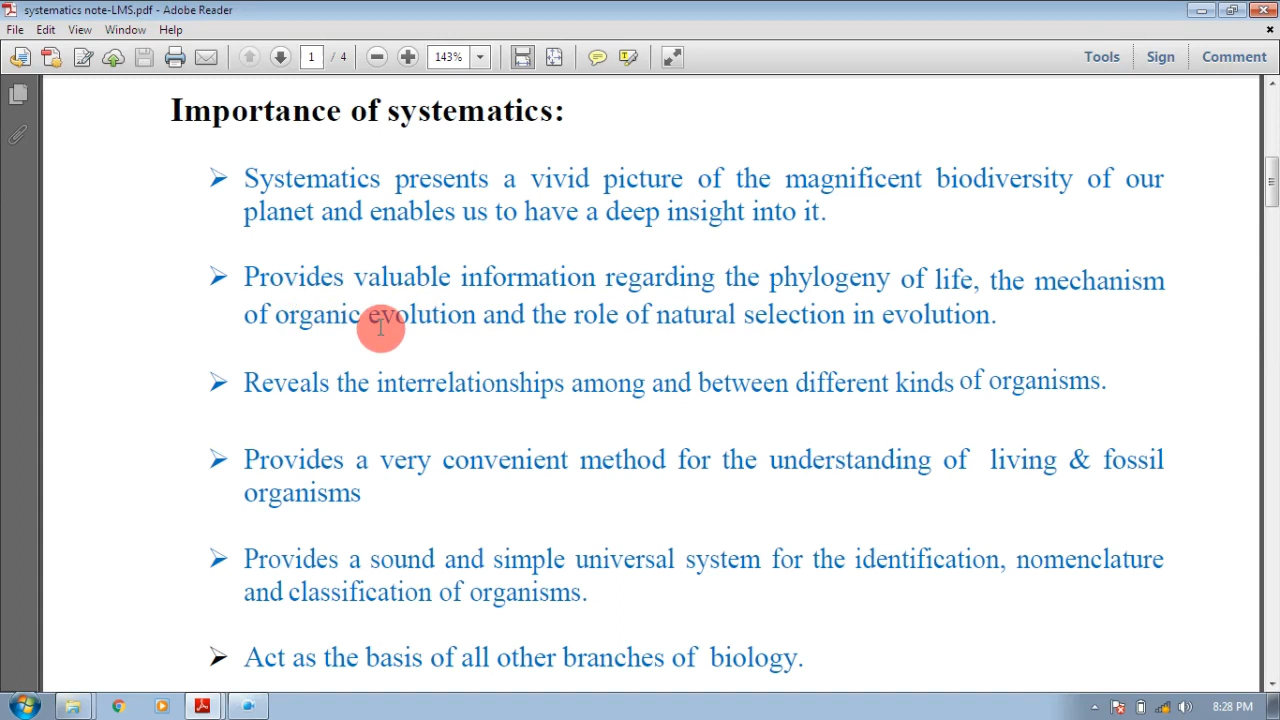 systematics note-LMS.pdf - Adobe Reader
File Edit View Window Help
1 / 4 143% Tools Sign Comment
Importance of systematics:
Systematics presents a vivid picture of the magnificent biodiversity of our
planet and enables us to have a deep insight into it.
Provides valuable information regarding the phylogeny of life, the mechanism
of organic evolution and the role of natural selection in evolution.
Reveals the interrelationships among and between different kinds of organisms.
Provides a very convenient method for the understanding of living & fossil
organisms
Provides a sound and simple universal system for the identification, nomenclature
and classification of organisms.
Act as the basis of all other branches of biology.
8:28 PM